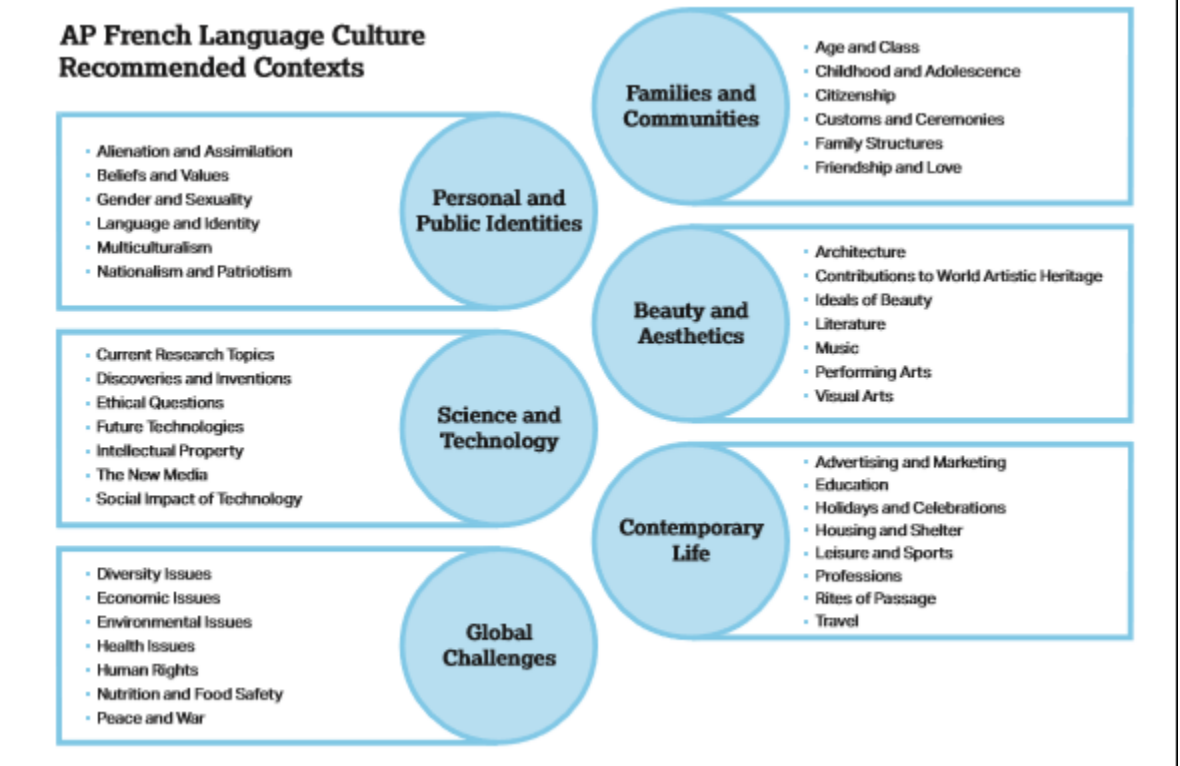 AP French Language Culture
Recommended Contexts
Alienation and Assimilation
Beliefs and Values
Gender and Sexuality
Language and Identity
Multiculturalism
Nationalism and Patriotism
Personal and
Public Identities
Current Research Topics
Discoveries and Inventions
Ethical Questions
Future Technologies
Intellectual Property
The New Media
Social Impact of Technology
Science and
Technology
Diversity Issues
Economic Issues
Environmental Issues
Health Issues
Human Rights
Nutrition and Food Safety
Peace and War
Global
Challenges
Families and
Communities
Age and Class
Childhood and Adolescence
Citizenship
Customs and Ceremonies
Family Structures
Friendship and Love
Beauty and
Aesthetics
Architecture
Contributions to World Artistic Heritage
Ideals of Beauty
Literature
Music
Performing Arts
Visual Arts
Contemporary
Life
Advertising and Marketing
Education
Holidays and Celebrations
Housing and Shelter
Leisure and Sports
Professions
Rites of Passage
Travel